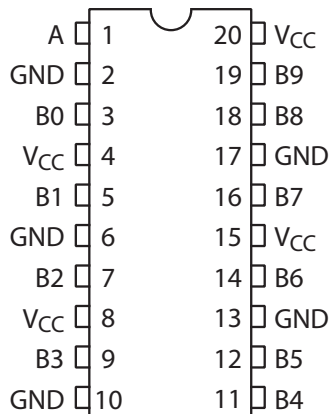 A 1 20 VCC
GND 2 19 B9
B0 3 18 B8
VCC 4 17 GND
B1 5 16 B7
GND 6 15 VCC
B2 7 14 B6
VCC 8 13 GND
B3 9 12 B5
GND 10 11 B4